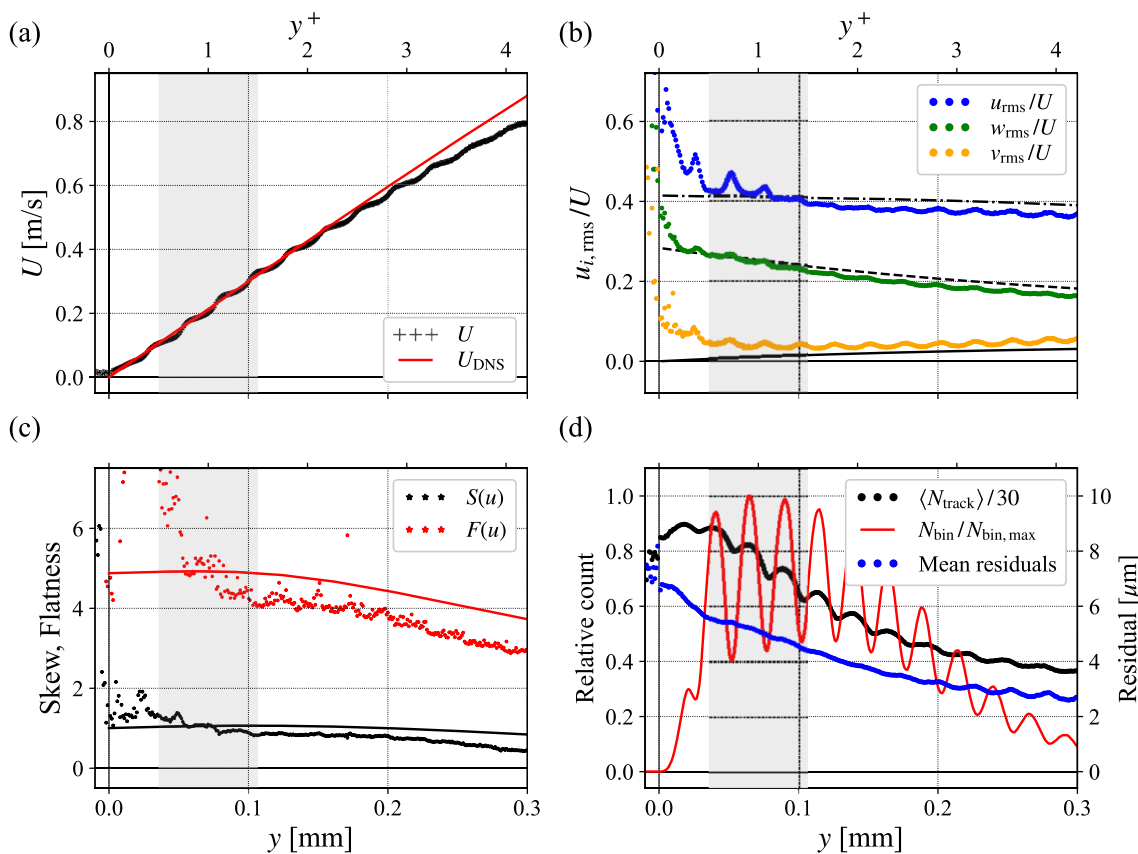 (a)
y+
0 1 2 3 4
U [m/s]
0.8
0.6
0.4
0.2
0.0
+++ U
U_DNS
(b)
y+
0 1 2 3 4
u_i,rms/U
0.6
0.4
0.2
0.0
u_rms/U
w_rms/U
v_rms/U
(c)
Skew, Flatness
6
4
2
0
S(u)
F(u)
0.0 0.1 0.2 0.3
y [mm]
(d)
Relative count
1.0
0.8
0.6
0.4
0.2
0.0
⟨N_track⟩/30
N_bin/N_bin, max
Mean residuals
10
8
6
4
2
0
Residual [μm]
0.0 0.1 0.2 0.3
y [mm]